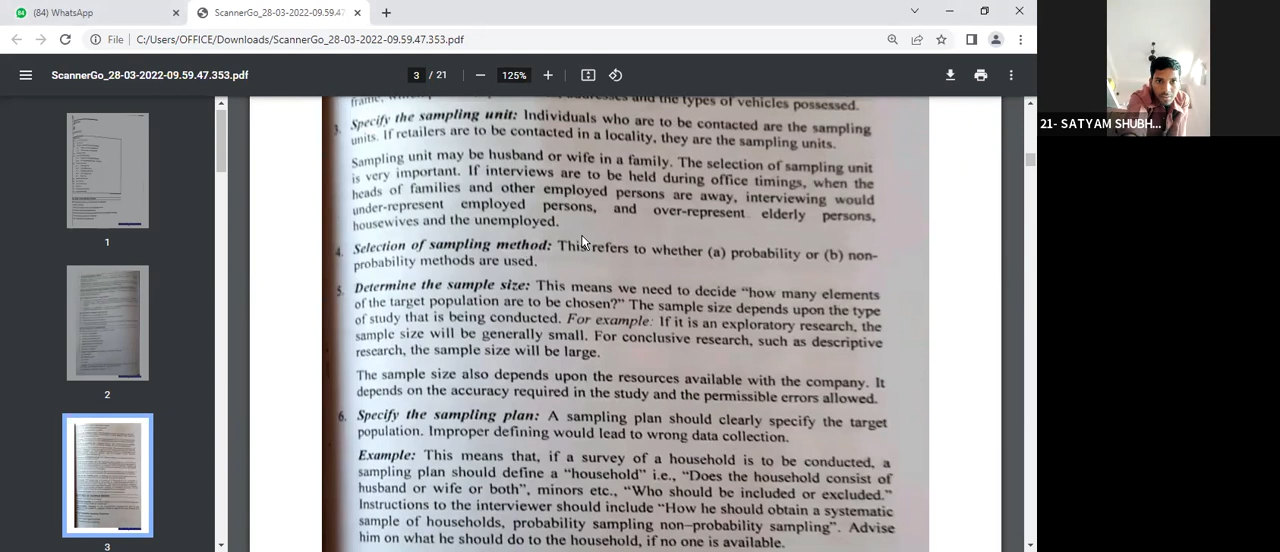 (84) WhatsApp
ScannerGo_28-03-2022-09.59.47
File
C:/Users/OFFICE/Downloads/ScannerGo_28-03-2022-09.59.47.353.pdf
ScannerGo_28-03-2022-09.59.47.353.pdf
3 / 21
125%
1
2
3
and the types of vehicles possessed.
3. Specify the sampling unit: Individuals who are to be contacted are the sampling
units. If retailers are to be contacted in a locality, they are the sampling units.
Sampling unit may be husband or wife in a family. The selection of sampling unit
is very important. If interviews are to be held during office timings, when the
heads of families and other employed persons are away, interviewing would
under-represent employed persons, and over-represent elderly persons,
housewives and the unemployed.
4. Selection of sampling method: This refers to whether (a) probability or (b) non-
probability methods are used.
5. Determine the sample size: This means we need to decide "how many elements
of the target population are to be chosen?" The sample size depends upon the type
of study that is being conducted. For example: If it is an exploratory research, the
sample size will be generally small. For conclusive research, such as descriptive
research, the sample size will be large.
The sample size also depends upon the resources available with the company. It
depends on the accuracy required in the study and the permissible errors allowed.
6. Specify the sampling plan: A sampling plan should clearly specify the target
population. Improper defining would lead to wrong data collection.
Example: This means that, if a survey of a household is to be conducted, a
sampling plan should define a "household" i.e., "Does the household consist of
husband or wife or both", minors etc., "Who should be included or excluded."
Instructions to the interviewer should include "How he should obtain a systematic
sample of households, probability sampling non-probability sampling". Advise
him on what he should do to the household, if no one is available.
21- SATYAM SHUBH...